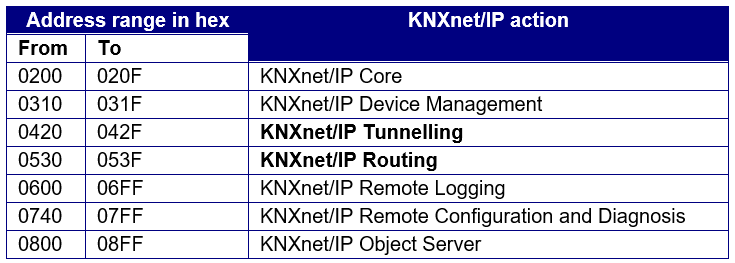 Address range in hex KNXnet/IP action
From To
0200 020F KNXnet/IP Core
0310 031F KNXnet/IP Device Management
0420 042F KNXnet/IP Tunnelling
0530 053F KNXnet/IP Routing
0600 06FF KNXnet/IP Remote Logging
0740 07FF KNXnet/IP Remote Configuration and Diagnosis
0800 08FF KNXnet/IP Object Server